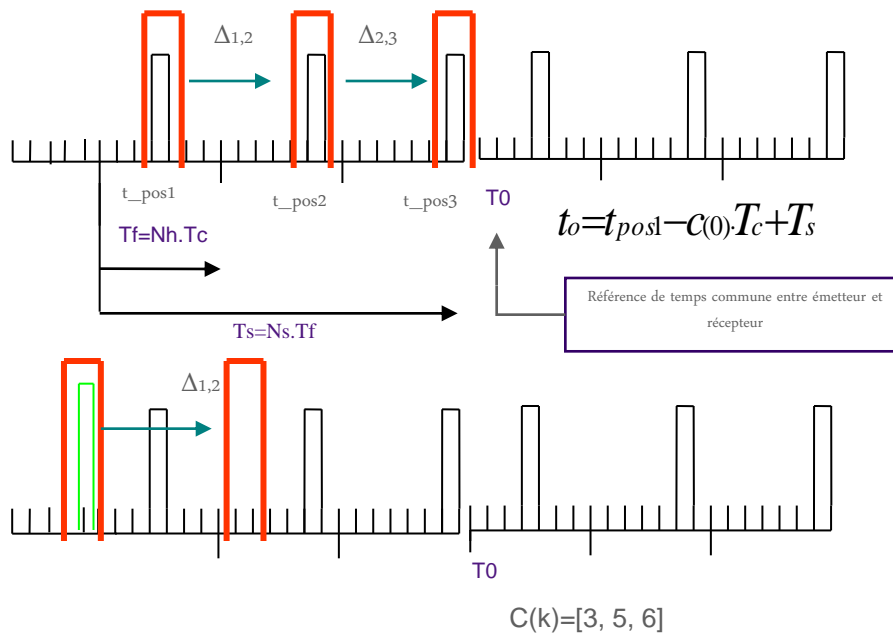 Δ1,2
Δ2,3
t_pos1
t_pos2
t_pos3
T0
Tf=Nh.Tc
to=tpos1−c(0)·Tc+Ts
Référence de temps commune entre émetteur et
récepteur
Ts=Ns.Tf
Δ1,2
T0
C(k)=[3, 5, 6]